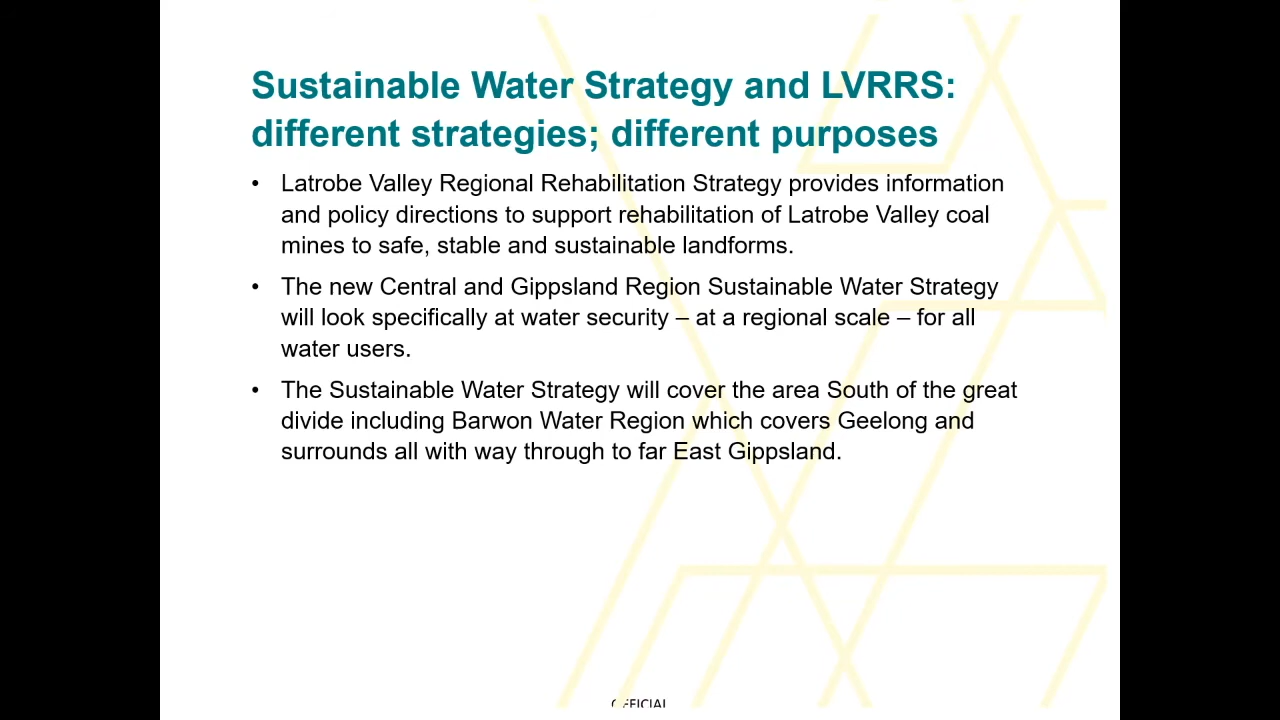 Sustainable Water Strategy and LVRRS:
different strategies; different purposes
• Latrobe Valley Regional Rehabilitation Strategy provides information
and policy directions to support rehabilitation of Latrobe Valley coal
mines to safe, stable and sustainable landforms.
• The new Central and Gippsland Region Sustainable Water Strategy
will look specifically at water security – at a regional scale – for all
water users.
• The Sustainable Water Strategy will cover the area South of the great
divide including Barwon Water Region which covers Geelong and
surrounds all with way through to far East Gippsland.
OFFICIAL